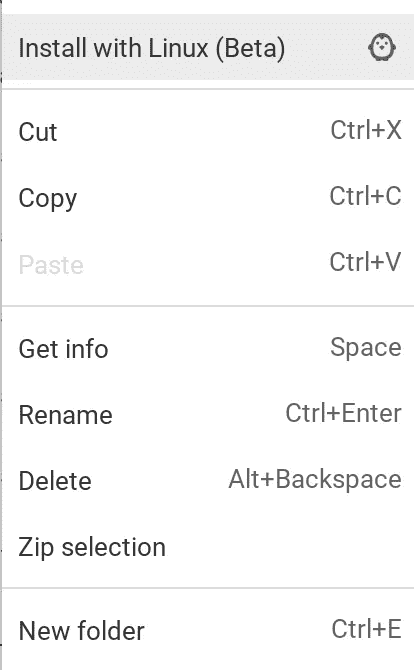 Install with Linux (Beta)
Cut Ctrl+X
Copy Ctrl+C
Paste Ctrl+V
Get info Space
Rename Ctrl+Enter
Delete Alt+Backspace
Zip selection
New folder Ctrl+E